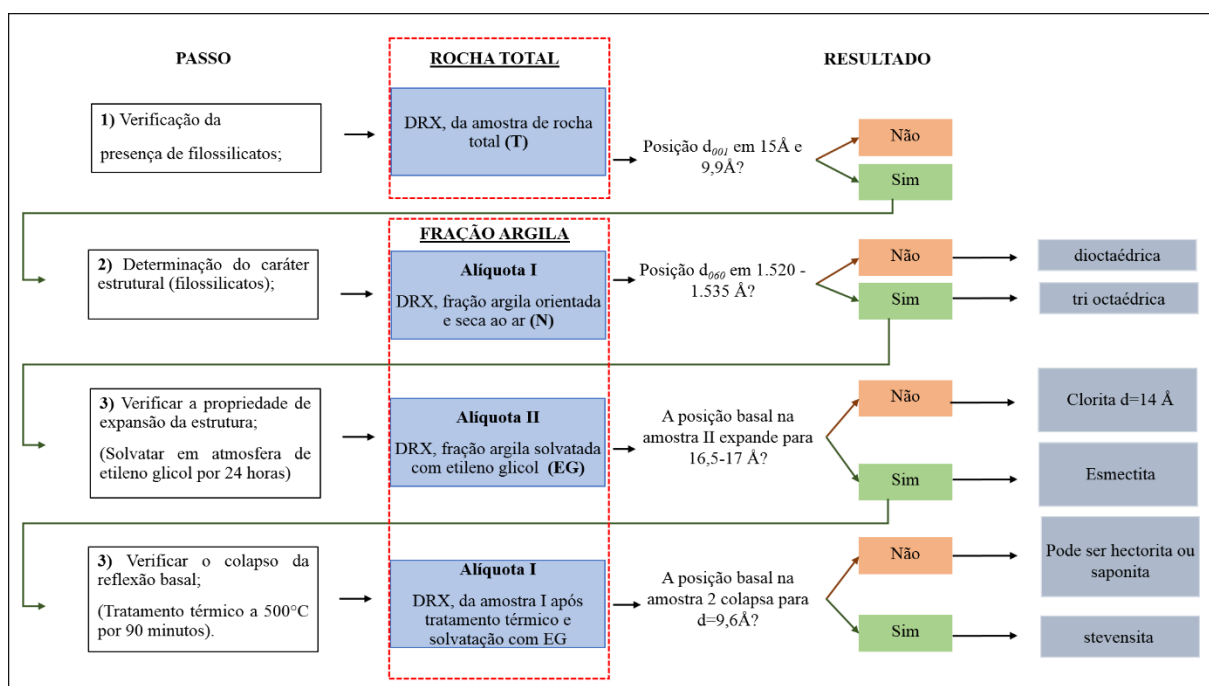 PASSO
ROCHA TOTAL
RESULTADO
1) Verificação da
presença de filossilicatos;
DRX, da amostra de rocha
total (T)
Posição d001 em 15Å e
9,9Å?
Não
Sim
FRAÇÃO ARGILA
2) Determinação do caráter
estrutural (filossilicatos);
Alíquota I
DRX, fração argila orientada
e seca ao ar (N)
Posição d060 em 1.520 -
1.535 Å?
Não
Sim
dioctaédrica
tri octaédrica
3) Verificar a propriedade de
expansão da estrutura;
(Solvatar em atmosfera de
etileno glicol por 24 horas)
Alíquota II
DRX, fração argila solvatada
com etileno glicol (EG)
A posição basal na
amostra II expande para
16,5-17 Å?
Não
Sim
Clorita d=14 Å
Esmectita
3) Verificar o colapso da
reflexão basal;
(Tratamento térmico a 500°C
por 90 minutos).
Alíquota I
DRX, da amostra I após
tratamento térmico e
solvatação com EG
A posição basal na
amostra 2 colapsa para
d=9,6Å?
Não
Sim
Pode ser hectorita ou
saponita
stevensita